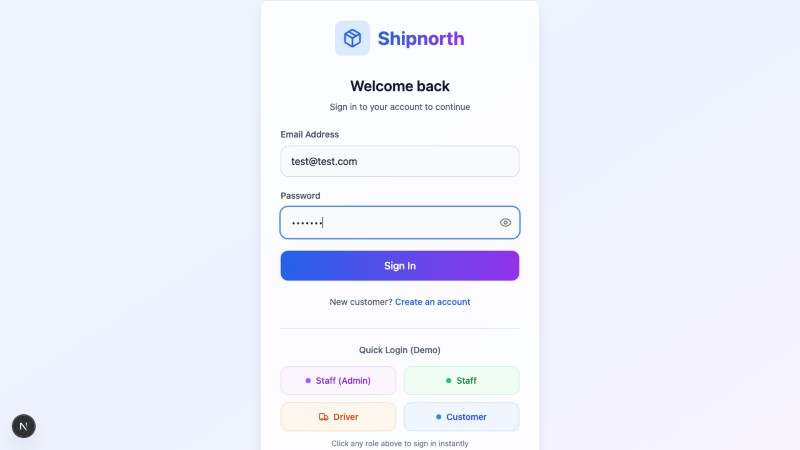 Shipnorth
Welcome back
Sign in to your account to continue
Email Address
test@test.com
Password
•••••••
Sign In
New customer? Create an account
Quick Login (Demo)
Staff (Admin)
Staff
Driver
Customer
Click any role above to sign in instantly
N